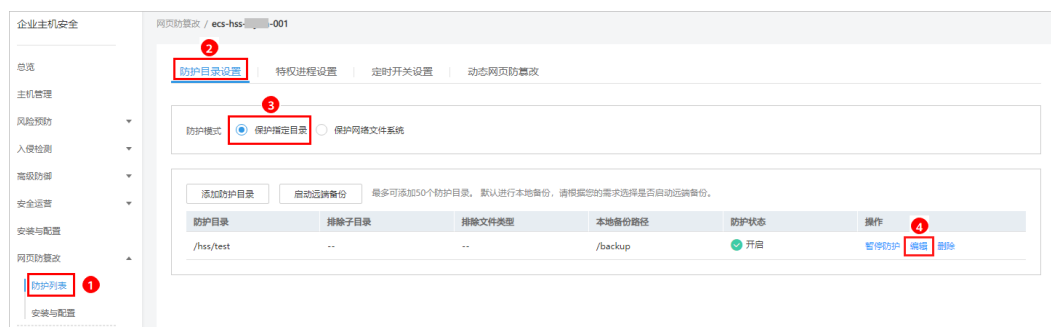 企业主机安全
网页防篡改 / ecs-hss- -001
总览
主机管理
风险预防
入侵检测
高级防御
安全运营
安装与配置
网页防篡改
防护列表 1
安装与配置
2
防护目录设置 特权进程设置 定时开关设置 动态网页防篡改
3
防护模式 保护指定目录 保护网络文件系统
添加防护目录 启动远端备份 最多可添加50个防护目录。 默认进行本地备份，请根据您的需求选择是否启动远端备份。
防护目录 排除子目录 排除文件类型 本地备份路径 防护状态 操作
4
/hss/test -- -- /backup 开启 暂停防护 编辑 删除